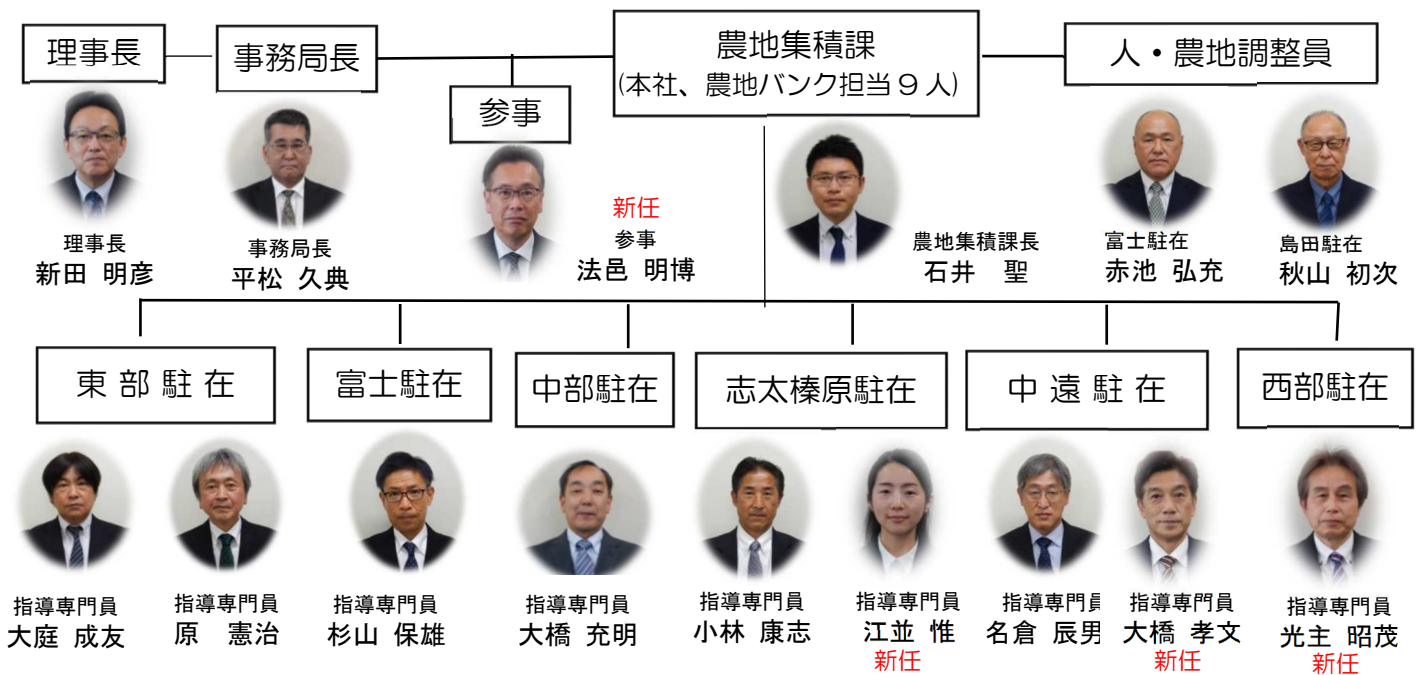 理事長
事務局長
参事
農地集積課
(本社、農地バンク担当9人)
人・農地調整員
理事長
新田 明彦
事務局長
平松 久典
新任
参事
法邑 明博
農地集積課長
石井 聖
富士駐在
赤池 弘充
島田駐在
秋山 初次
東部駐在
富士駐在
中部駐在
志太榛原駐在
中遠駐在
西部駐在
指導専門員
大庭 成友
指導専門員
原 憲治
指導専門員
杉山 保雄
指導専門員
大橋 充明
指導専門員
小林 康志
指導専門員
江並 惟
新任
指導専門員
名倉 辰男
指導専門員
大橋 孝文
新任
指導専門員
光主 昭茂
新任